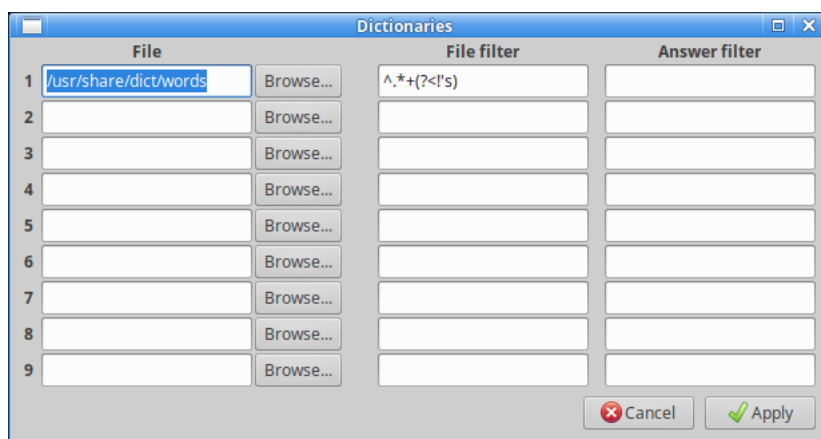 Dictionaries
File File filter Answer filter
1 /usr/share/dict/words Browse... ^.*+(?<!'s)
2 Browse...
3 Browse...
4 Browse...
5 Browse...
6 Browse...
7 Browse...
8 Browse...
9 Browse...
Cancel Apply